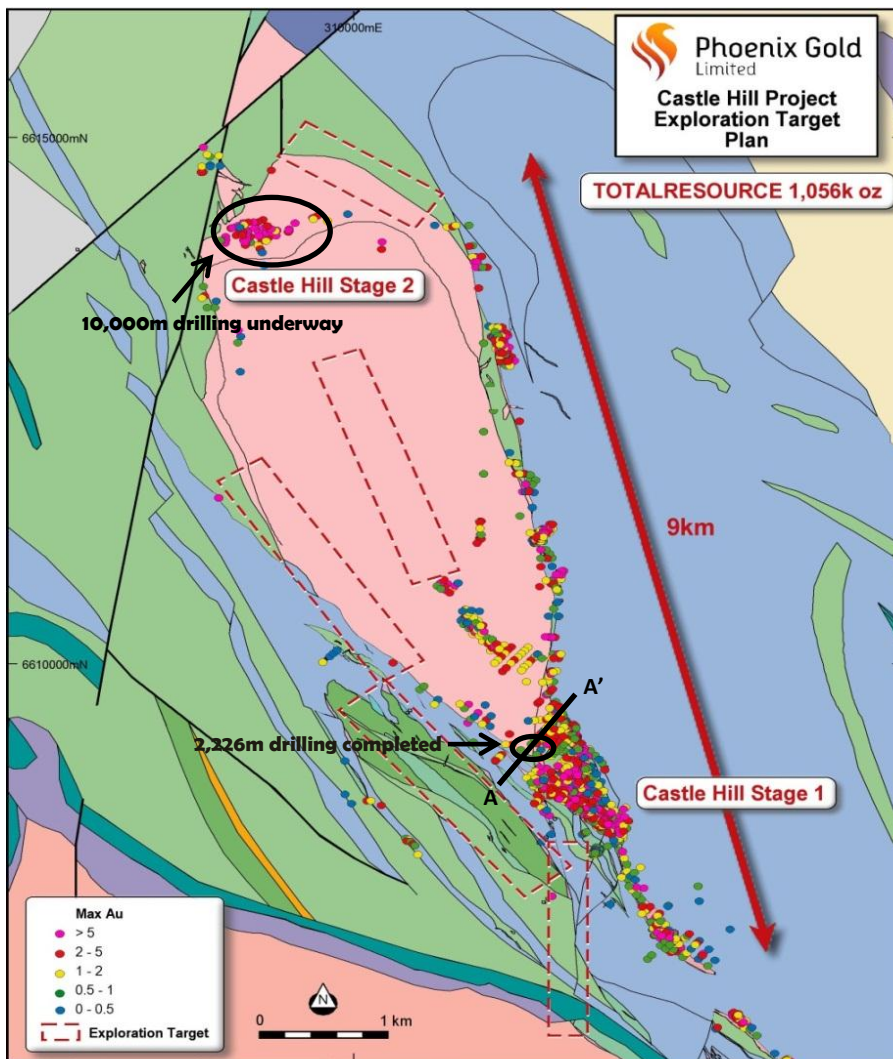 310000mE
Phoenix Gold
Limited
Castle Hill Project
Exploration Target
Plan
6615000mN
TOTALRESOURCE 1,056k oz
Castle Hill Stage 2
10,000m drilling underway
9km
6610000mN
A'
2,226m drilling completed
A
Castle Hill Stage 1
Max Au
> 5
2 - 5
1 - 2
0.5 - 1
0 - 0.5
Exploration Target
N
0 1 km